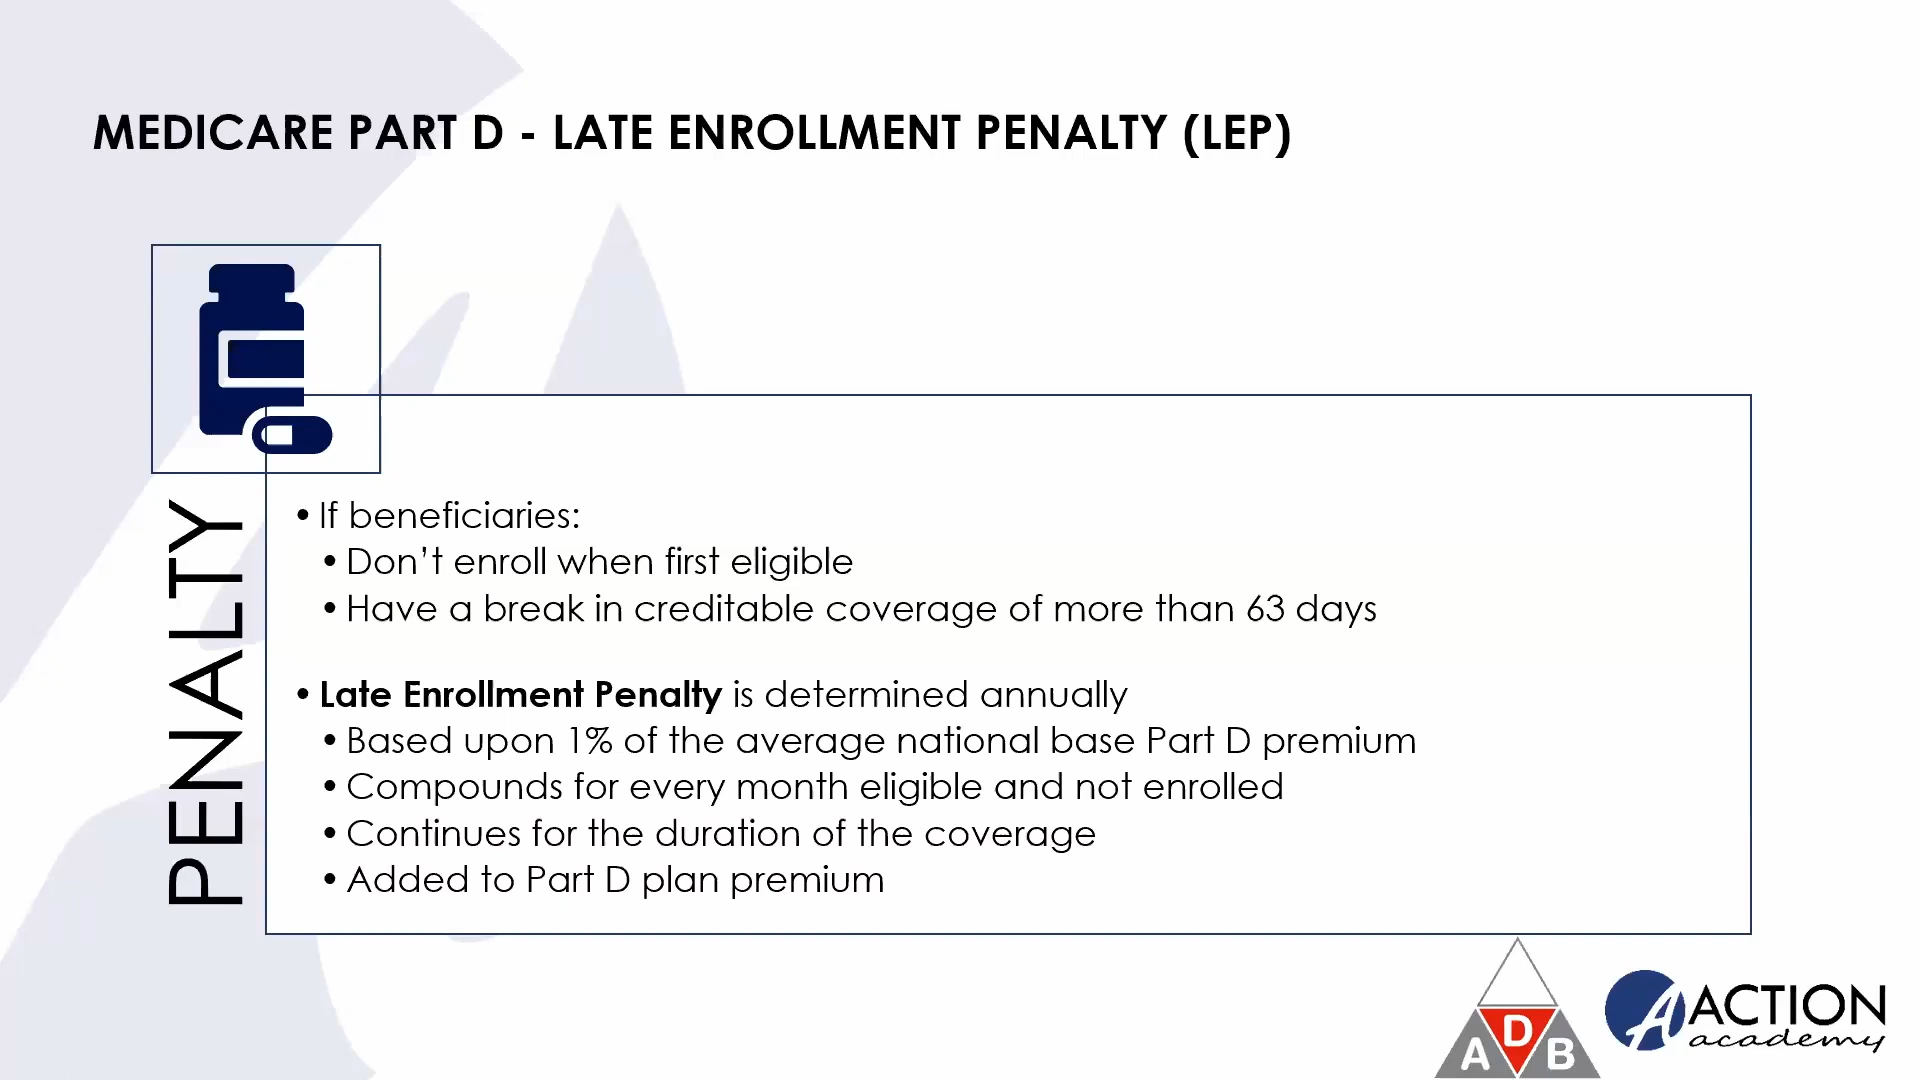 MEDICARE PART D - LATE ENROLLMENT PENALTY (LEP)
PENALTY
• If beneficiaries:
• Don’t enroll when first eligible
• Have a break in creditable coverage of more than 63 days
• Late Enrollment Penalty is determined annually
• Based upon 1% of the average national base Part D premium
• Compounds for every month eligible and not enrolled
• Continues for the duration of the coverage
• Added to Part D plan premium
A D B
A ACTION
academy